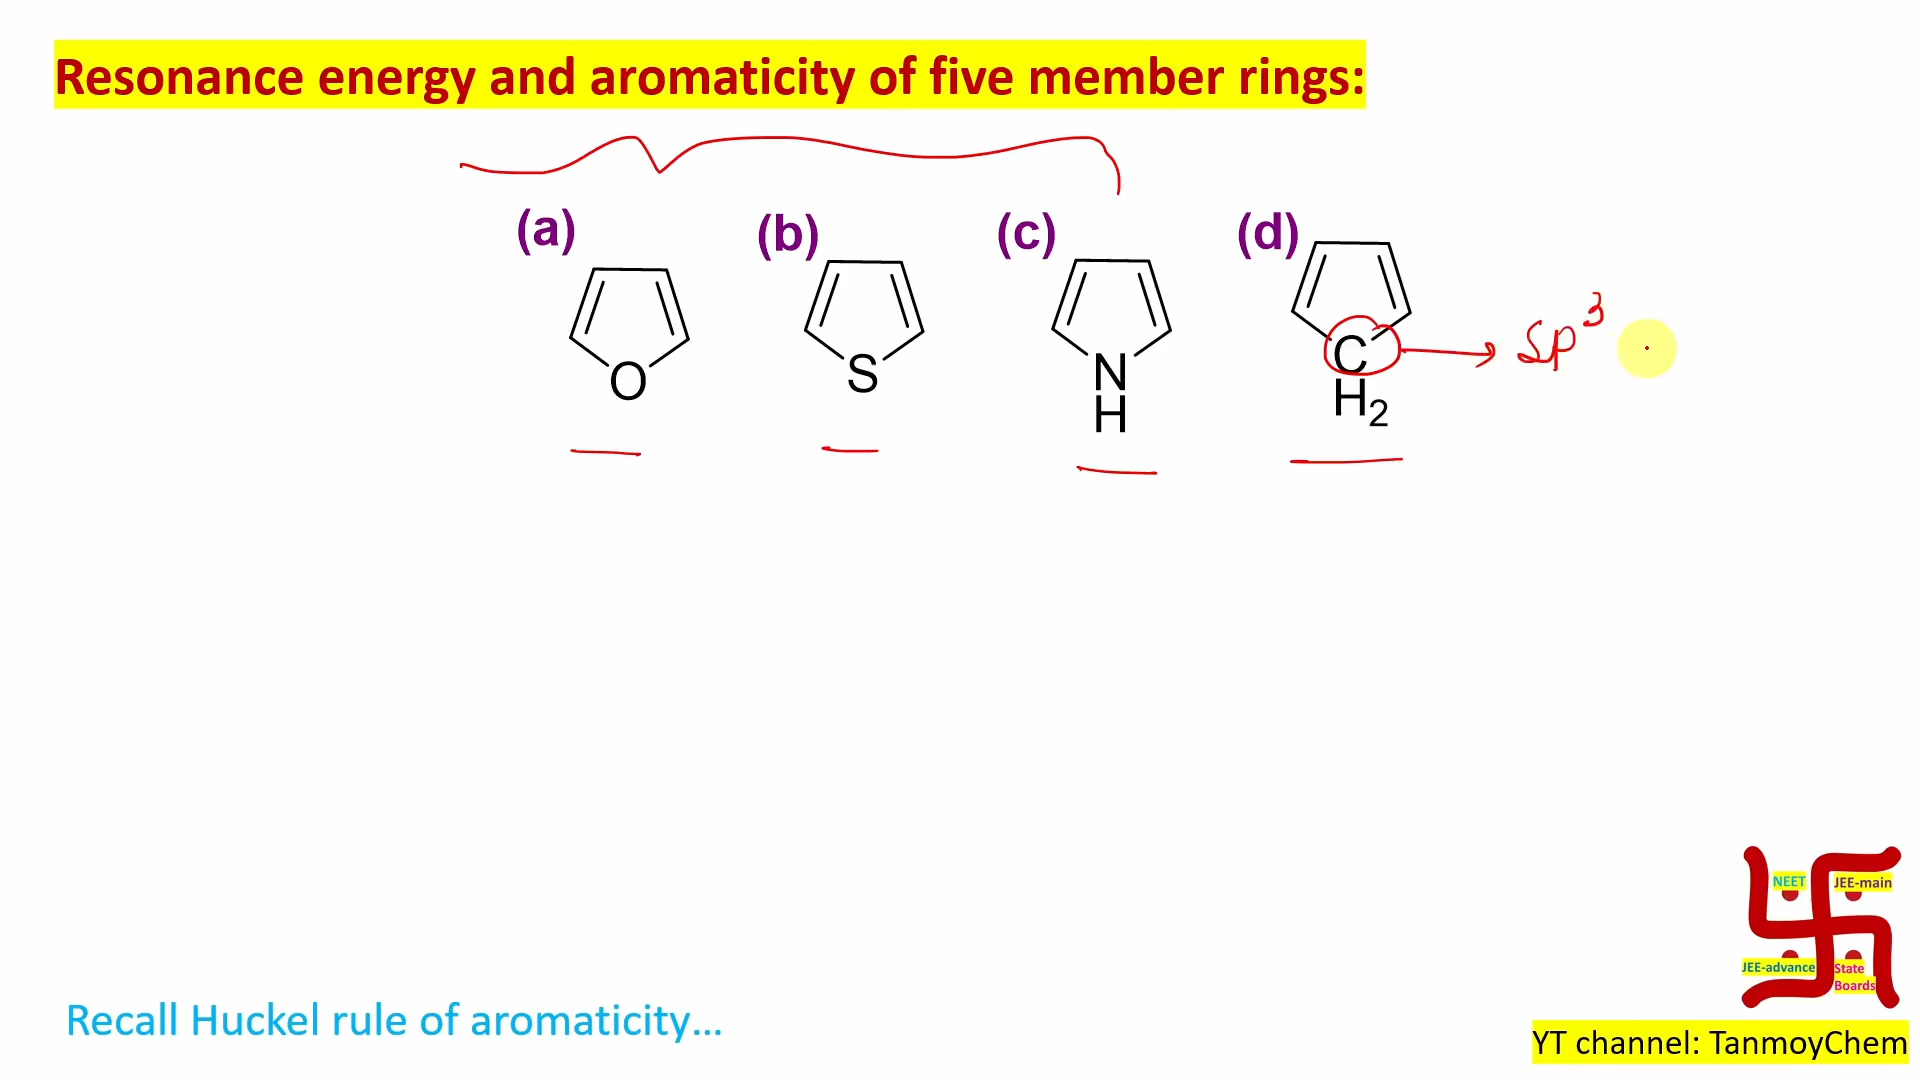 Resonance energy and aromaticity of five member rings:
(a) (b) (c) (d)
O S N
H C
H2
Sp3
NEET JEE-main
JEE-advance State
Boards
Recall Huckel rule of aromaticity...
YT channel: TanmoyChem